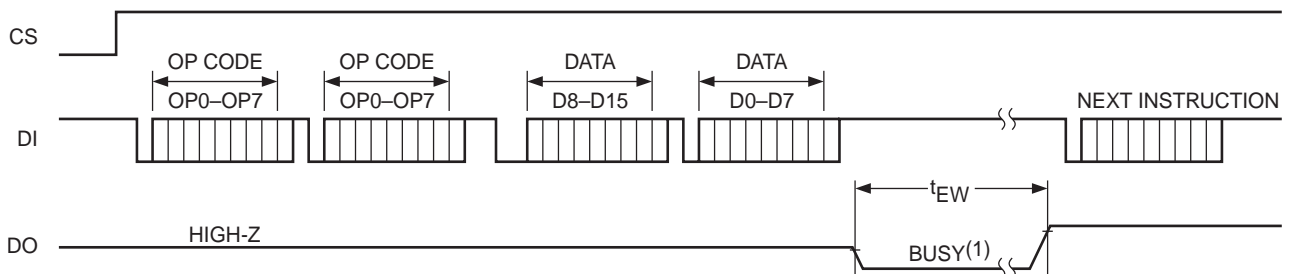 CS
OP CODE OP CODE DATA DATA
OP0–OP7 OP0–OP7 D8–D15 D0–D7 NEXT INSTRUCTION
DI
tEW
HIGH-Z
DO
BUSY(1)